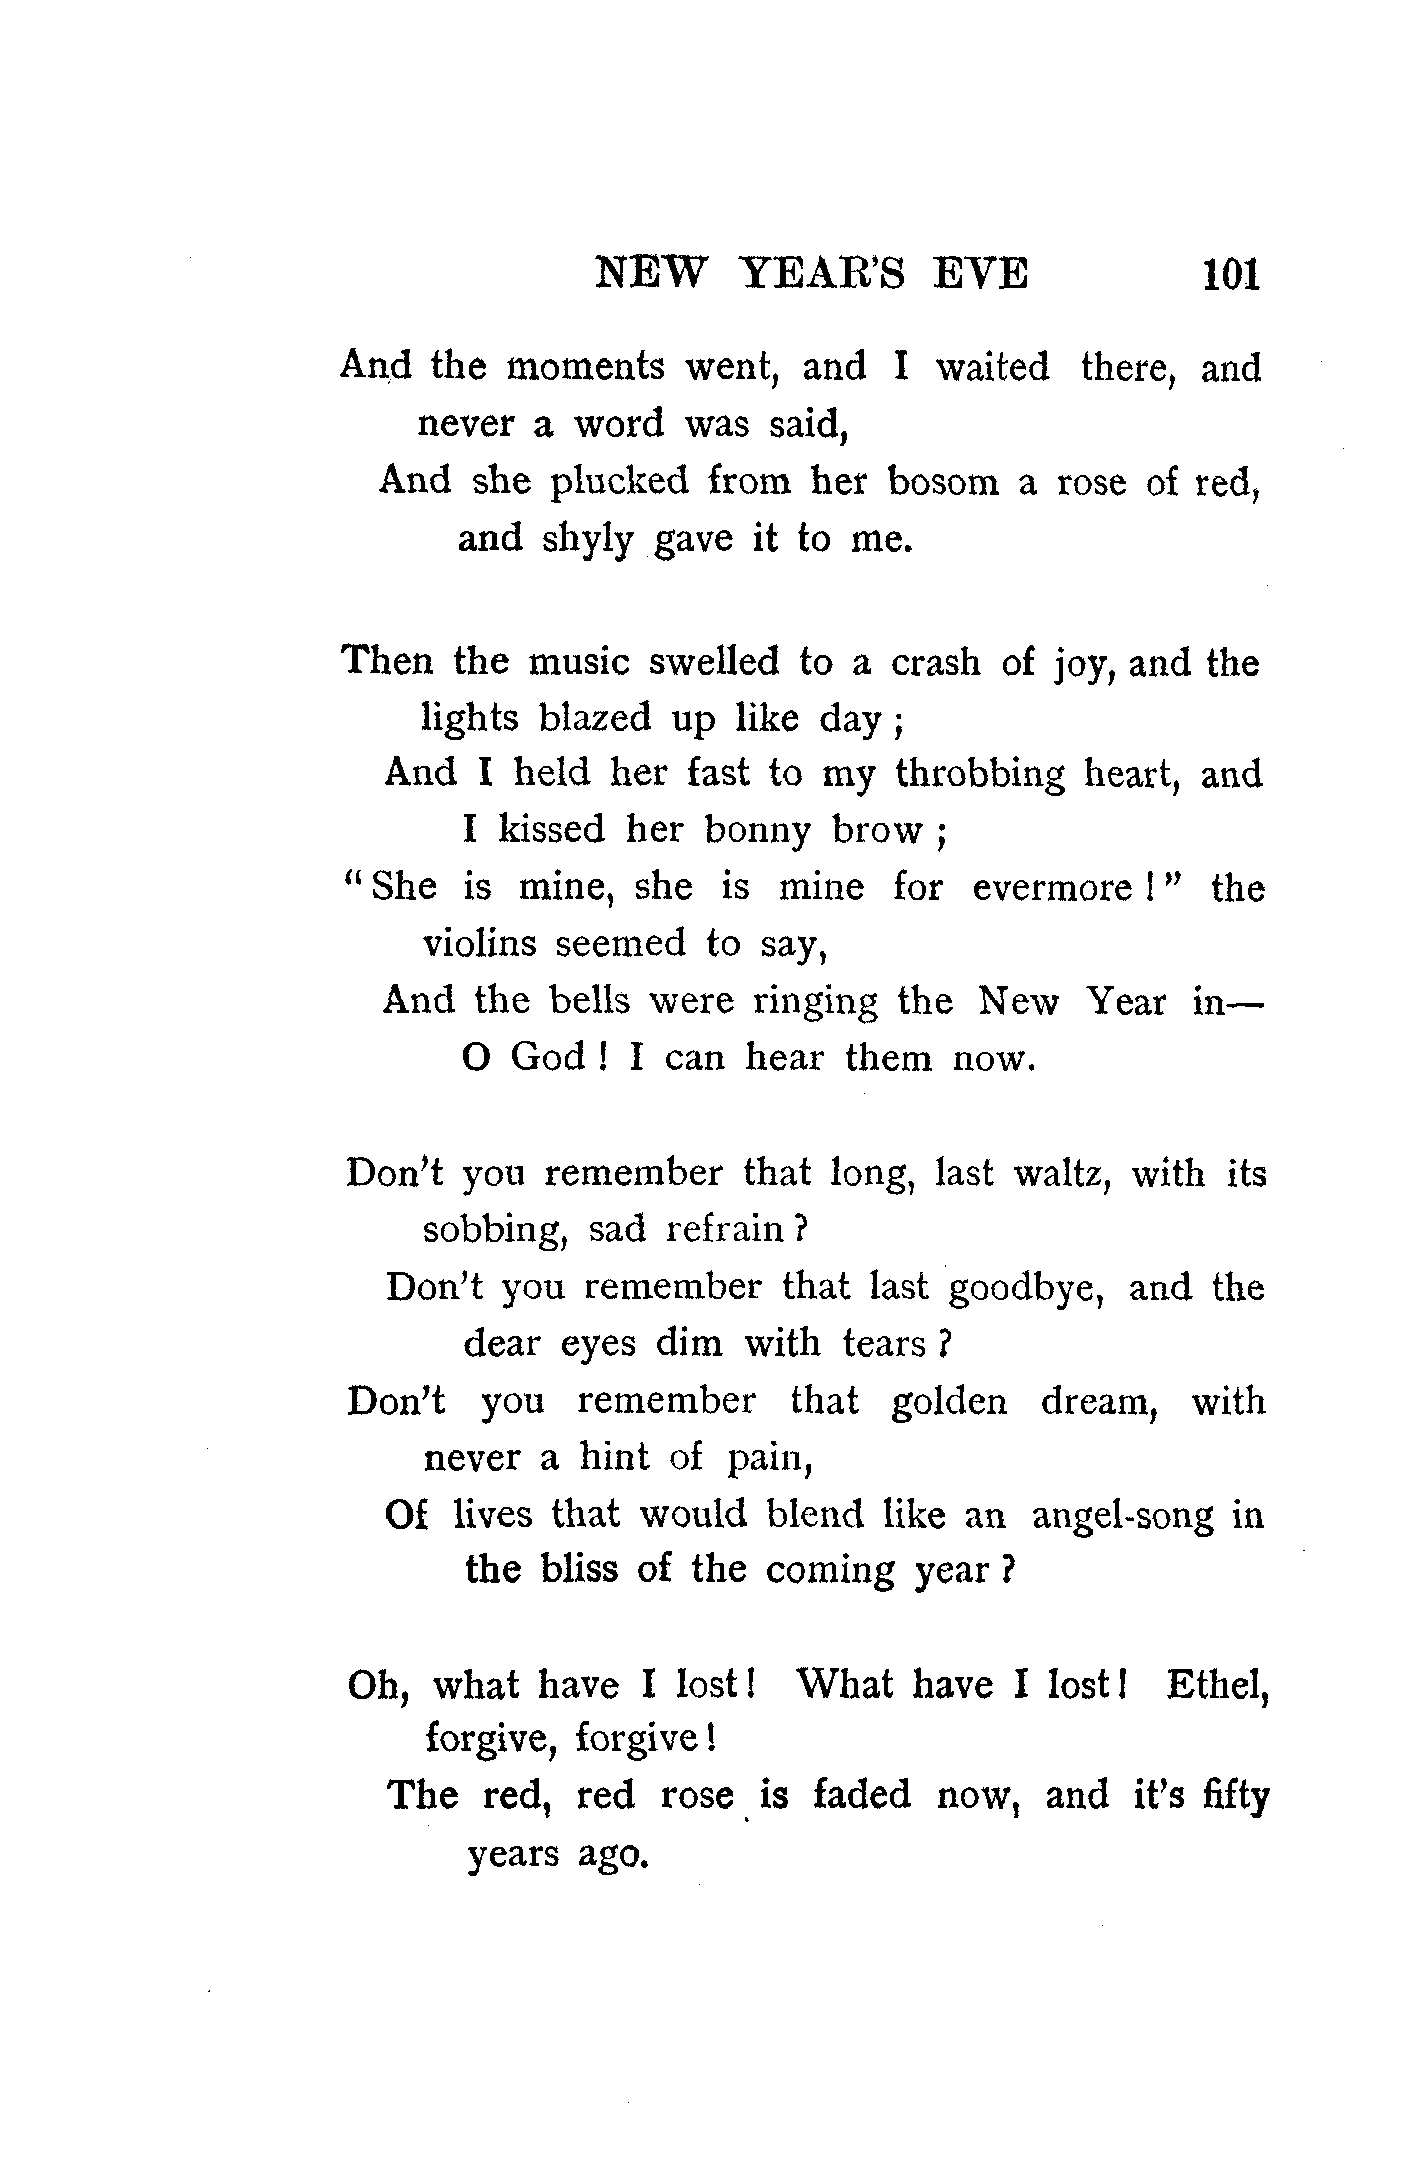 NEW YEAR'S EVE 101
And the moments went, and I waited there, and
never a word was said,
And she plucked from her bosom a rose of red,
and shyly gave it to me.
Then the music swelled to a crash of joy, and the
lights blazed up like day ;
And I held her fast to my throbbing heart, and
I kissed her bonny brow ;
“ She is mine, she is mine for evermore ! ” the
violins seemed to say,
And the bells were ringing the New Year in—
O God ! I can hear them now.
Don't you remember that long, last waltz, with its
sobbing, sad refrain ?
Don't you remember that last goodbye, and the
dear eyes dim with tears ?
Don't you remember that golden dream, with
never a hint of pain,
Of lives that would blend like an angel-song in
the bliss of the coming year ?
Oh, what have I lost ! What have I lost ! Ethel,
forgive, forgive !
The red, red rose is faded now, and it's fifty
years ago.